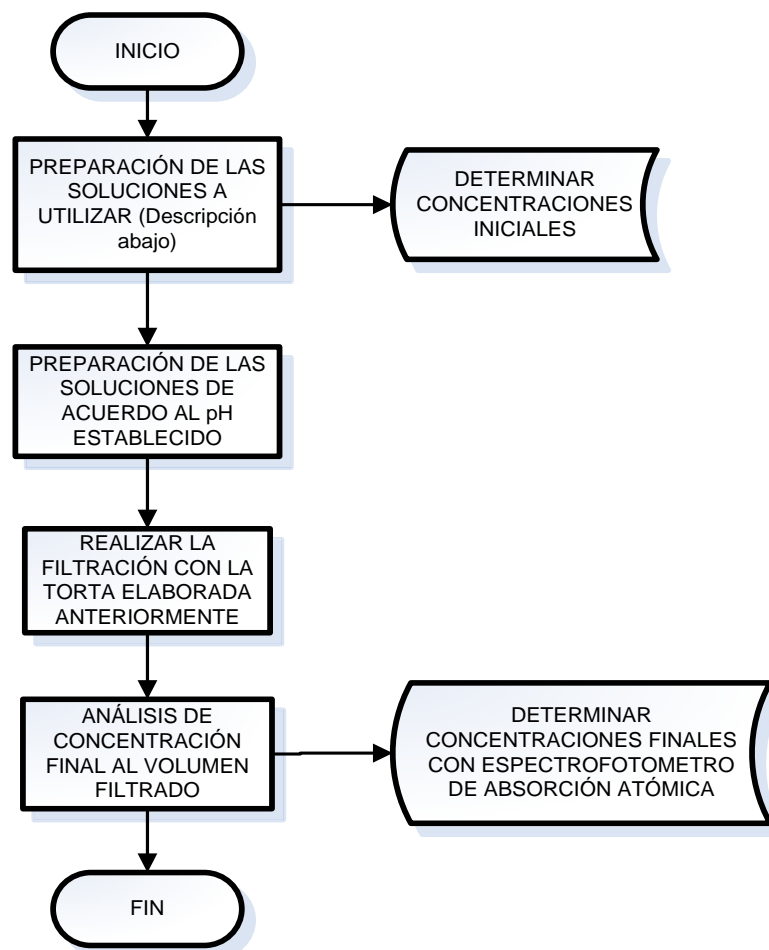 INICIO
PREPARACIÓN DE LAS
SOLUCIONES A
UTILIZAR (Descripción
abajo)
DETERMINAR
CONCENTRACIONES
INICIALES
PREPARACIÓN DE LAS
SOLUCIONES DE
ACUERDO AL pH
ESTABLECIDO
REALIZAR LA
FILTRACIÓN CON LA
TORTA ELABORADA
ANTERIORMENTE
ANÁLISIS DE
CONCENTRACIÓN
FINAL AL VOLUMEN
FILTRADO
DETERMINAR
CONCENTRACIONES FINALES
CON ESPECTROFOTOMETRO
DE ABSORCIÓN ATÓMICA
FIN